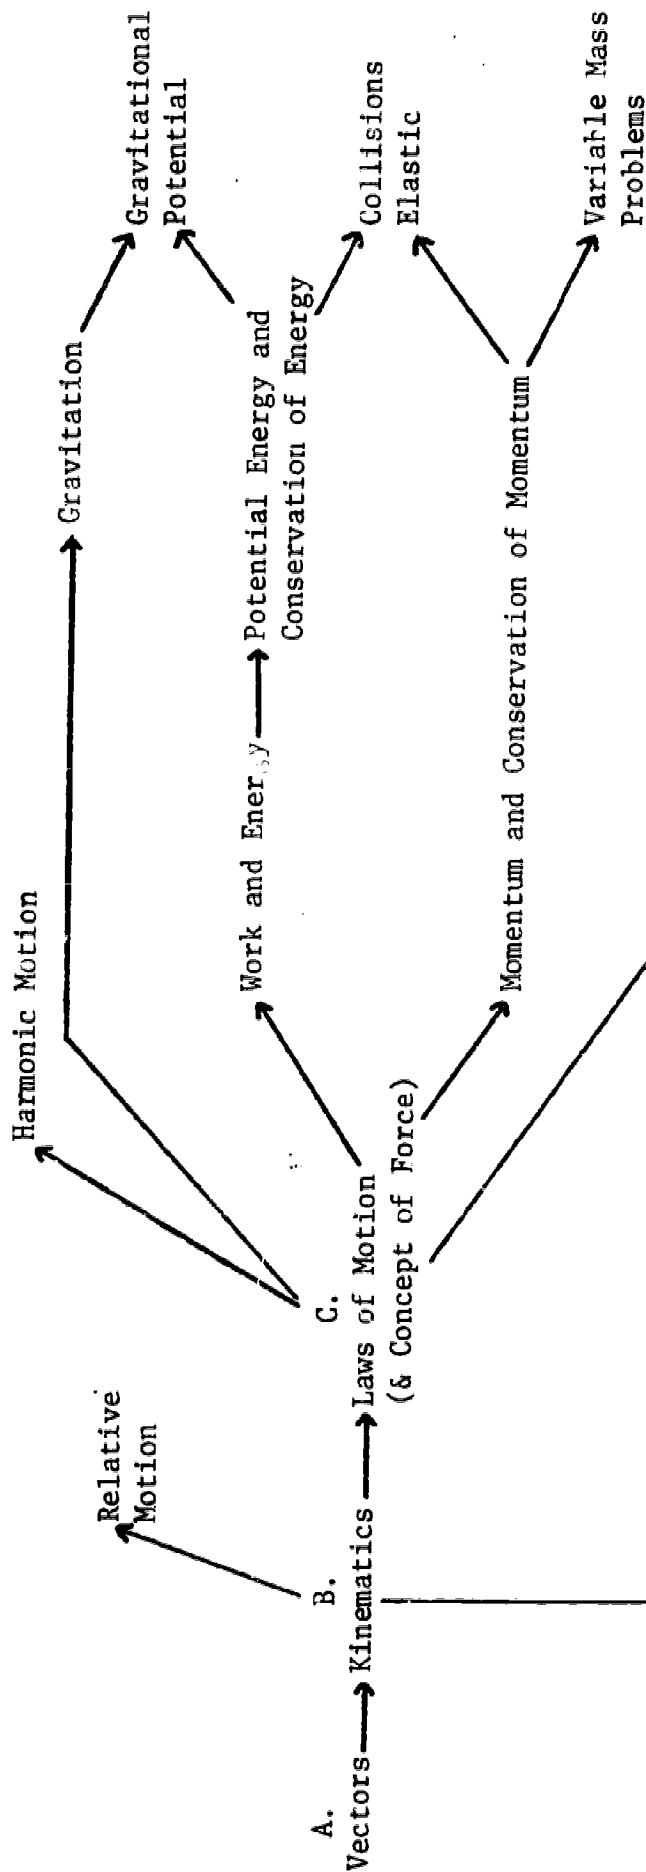 A.
Vectors
B.
Kinematics
Relative
Motion
C.
Laws of Motion
(& Concept of Force)
Harmonic Motion
Gravitation
Gravitational
Potential
Work and Energy
Potential Energy and
Conservation of Energy
Collisions
Elastic
Momentum and Conservation of Momentum
Variable Mass
Problems